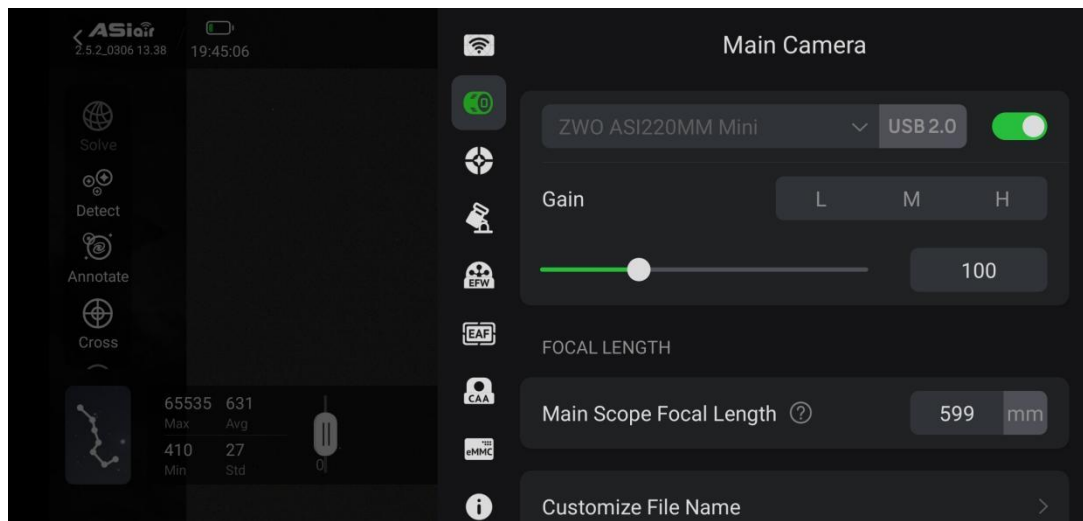 ASiair
2.5.2_0306 13.38
19:45:06
Solve
Detect
Annotate
Cross
65535 631
Max Avg
410 27
Min Std
0
EFW
EAF
CAA
eMMC
Main Camera
ZWO ASI220MM Mini
USB 2.0
Gain
L M H
100
FOCAL LENGTH
Main Scope Focal Length ?
599 mm
Customize File Name